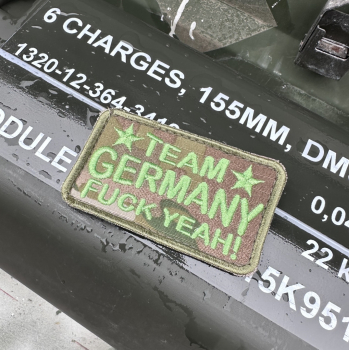 6 CHARGES, 155MM, DM
1320-12-364-341
ODULE
TEAM
GERMANY
FUCK YEAH!
0,0
22 k
5K951